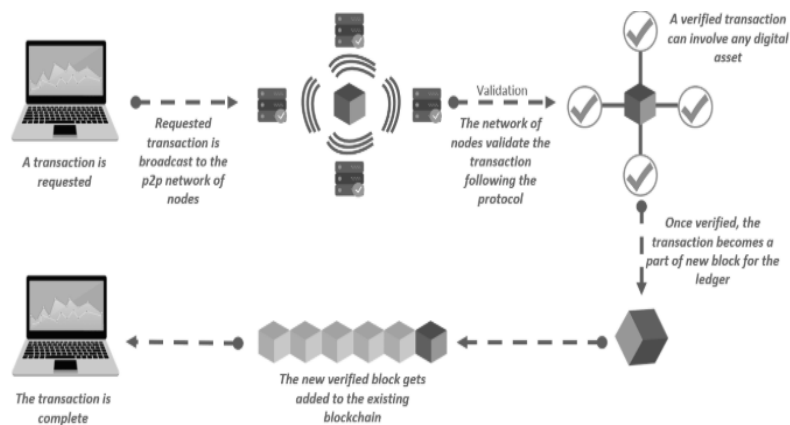 A transaction is
requested
Requested
transaction is
broadcast to the
p2p network of
nodes
Validation
The network of
nodes validate the
transaction
following the
protocol
A verified transaction
can involve any digital
asset
Once verified, the
transaction becomes a
part of new block for the
ledger
The new verified block gets
added to the existing
blockchain
The transaction is
complete